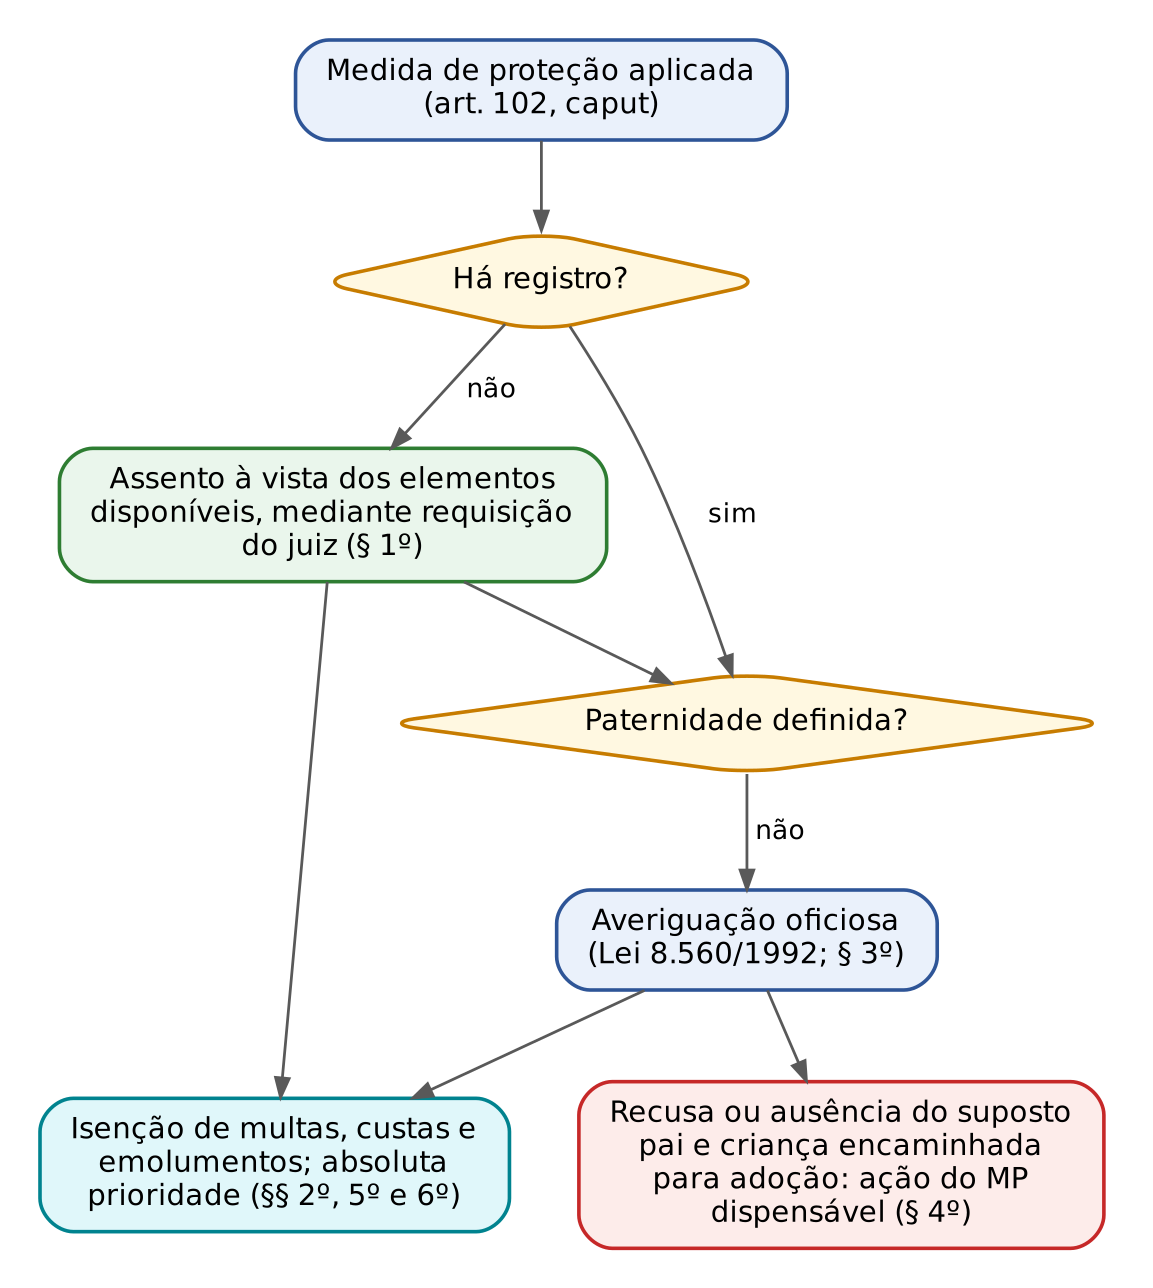 Medida de proteção aplicada
(art. 102, caput)
Há registro?
não
Assento à vista dos elementos
disponíveis, mediante requisição
do juiz (§ 1º)
sim
Paternidade definida?
não
Averiguação oficiosa
(Lei 8.560/1992; § 3º)
Isenção de multas, custas e
emolumentos; absoluta
prioridade (§§ 2º, 5º e 6º)
Recusa ou ausência do suposto
pai e criança encaminhada
para adoção: ação do MP
dispensável (§ 4º)